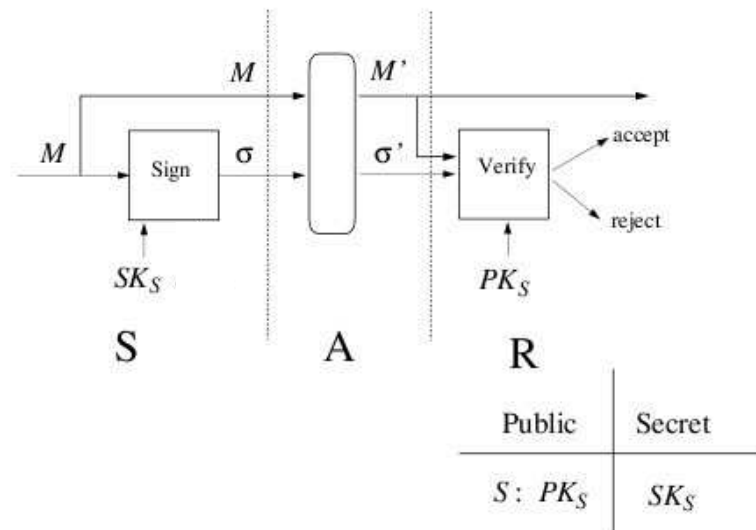 M M'
M Sign σ σ' Verify accept
reject
SK_S PK_S
S A R
Public Secret
S : PK_S SK_S